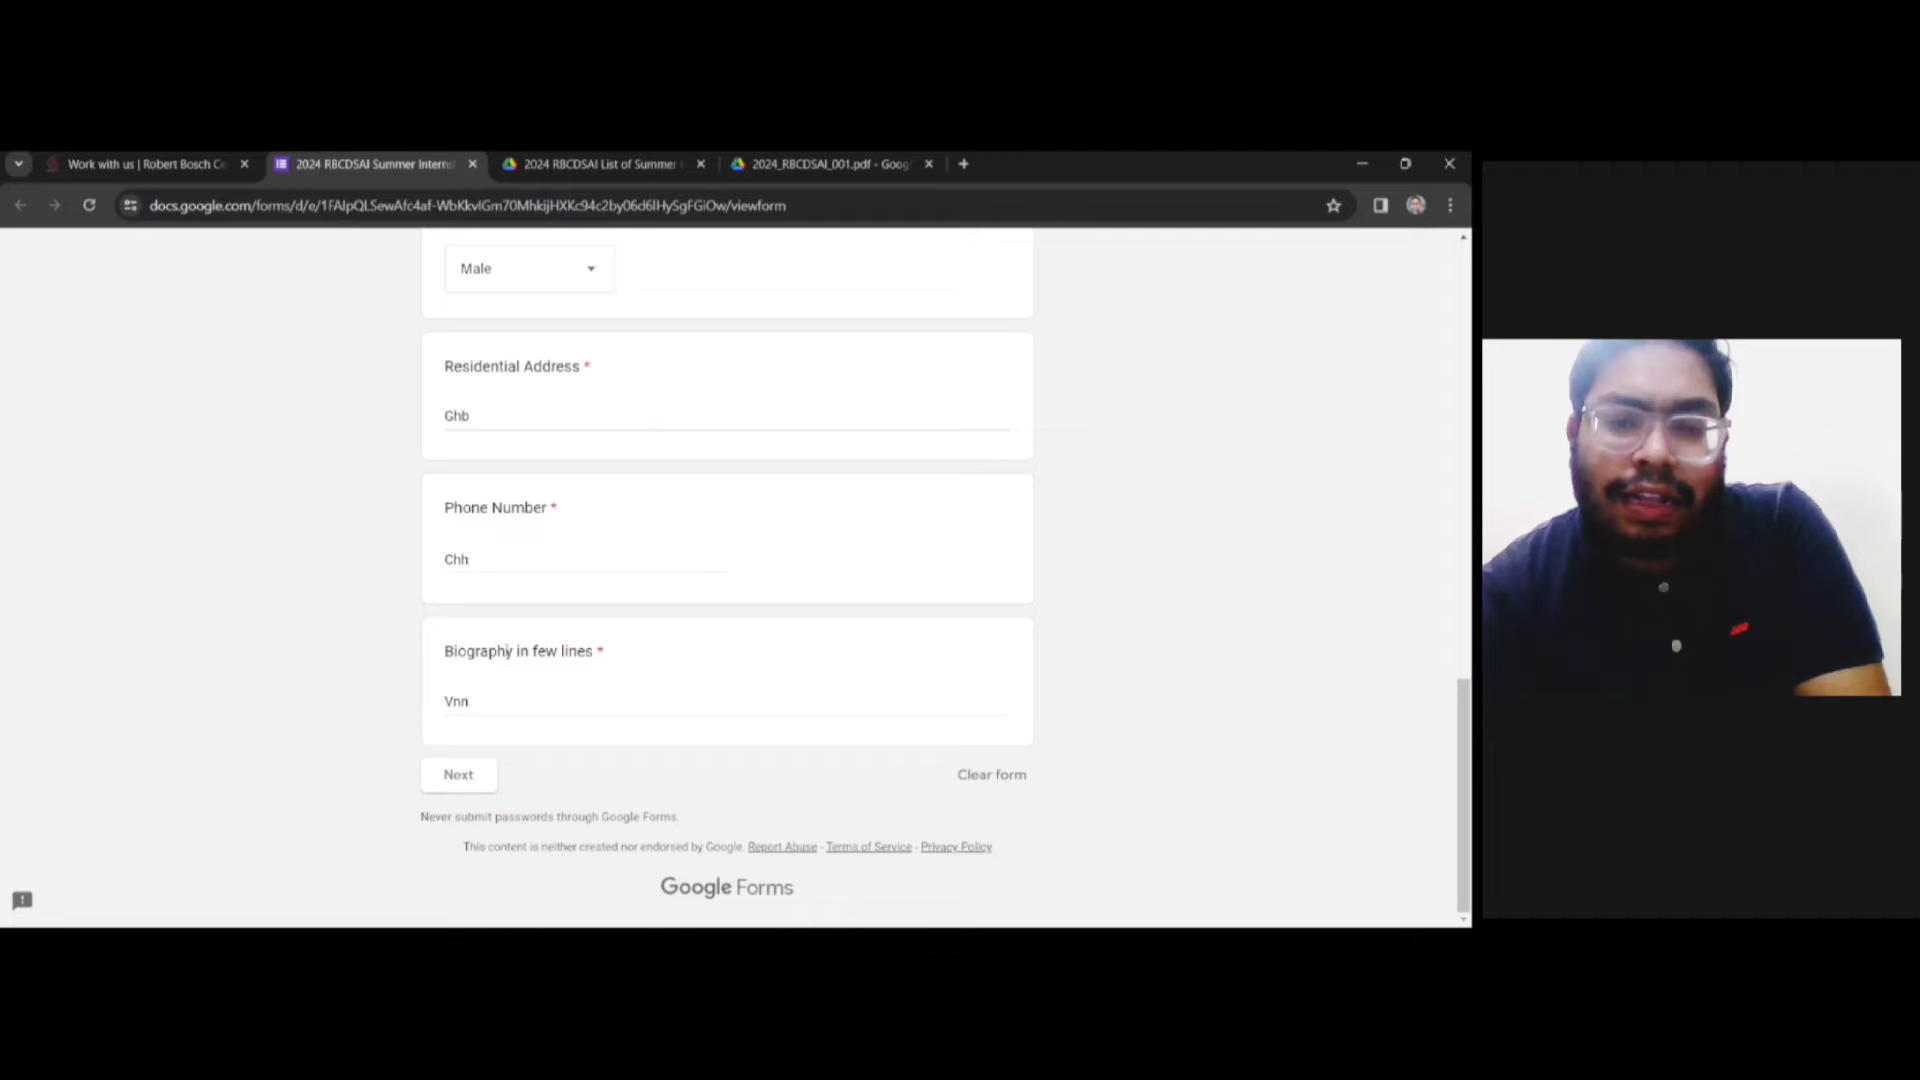 Work with us | Robert Bosch Ce
2024 RBCDSAI Summer Interns
2024 RBCDSAI List of Summer
2024_RBCDSAI_001.pdf - Goog
docs.google.com/forms/d/e/
/viewform
Male
Residential Address *
Ghb
Phone Number *
Chh
Biography in few lines *
Vnn
Next
Clear form
Never submit passwords through Google Forms.
This content is neither created nor endorsed by Google. Report Abuse - Terms of Service - Privacy Policy
Google Forms